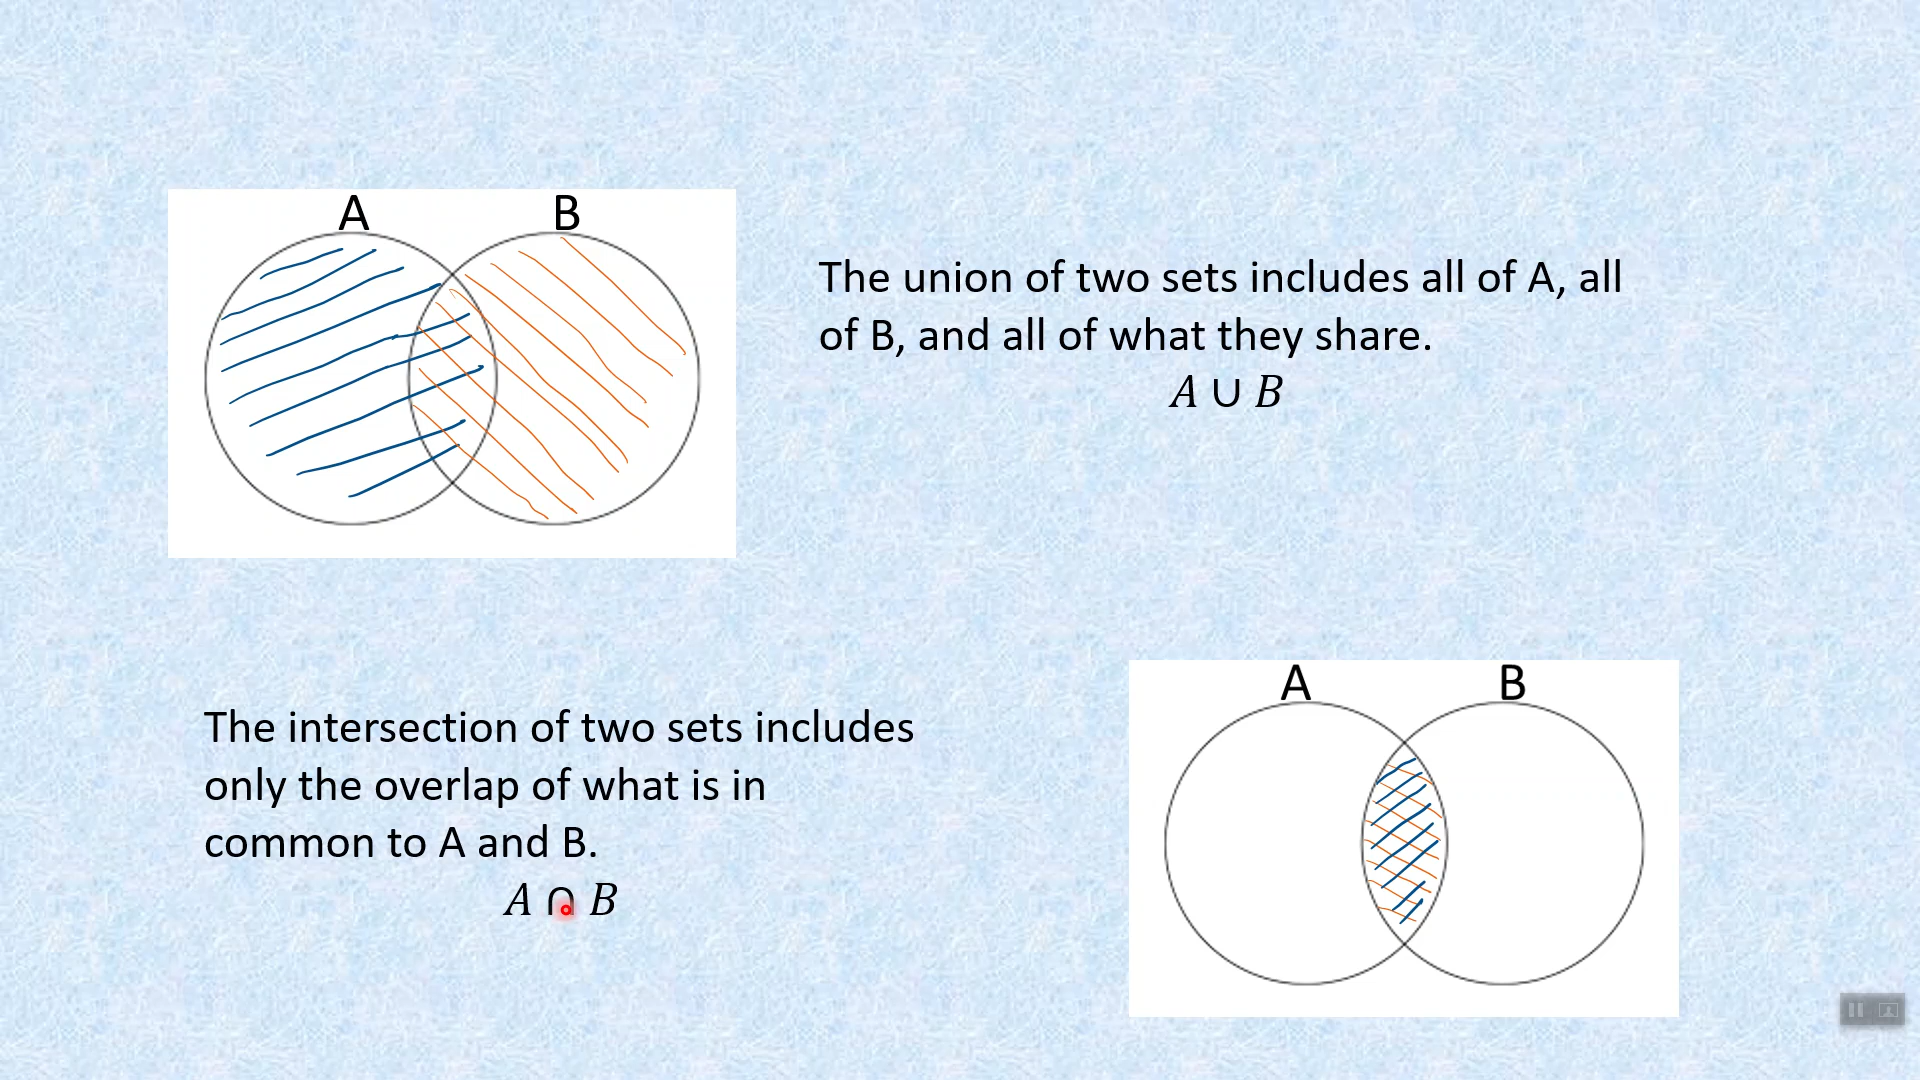 A B
The union of two sets includes all of A, all
of B, and all of what they share.
A ∪ B
The intersection of two sets includes
only the overlap of what is in
common to A and B.
A ∩ B
A B